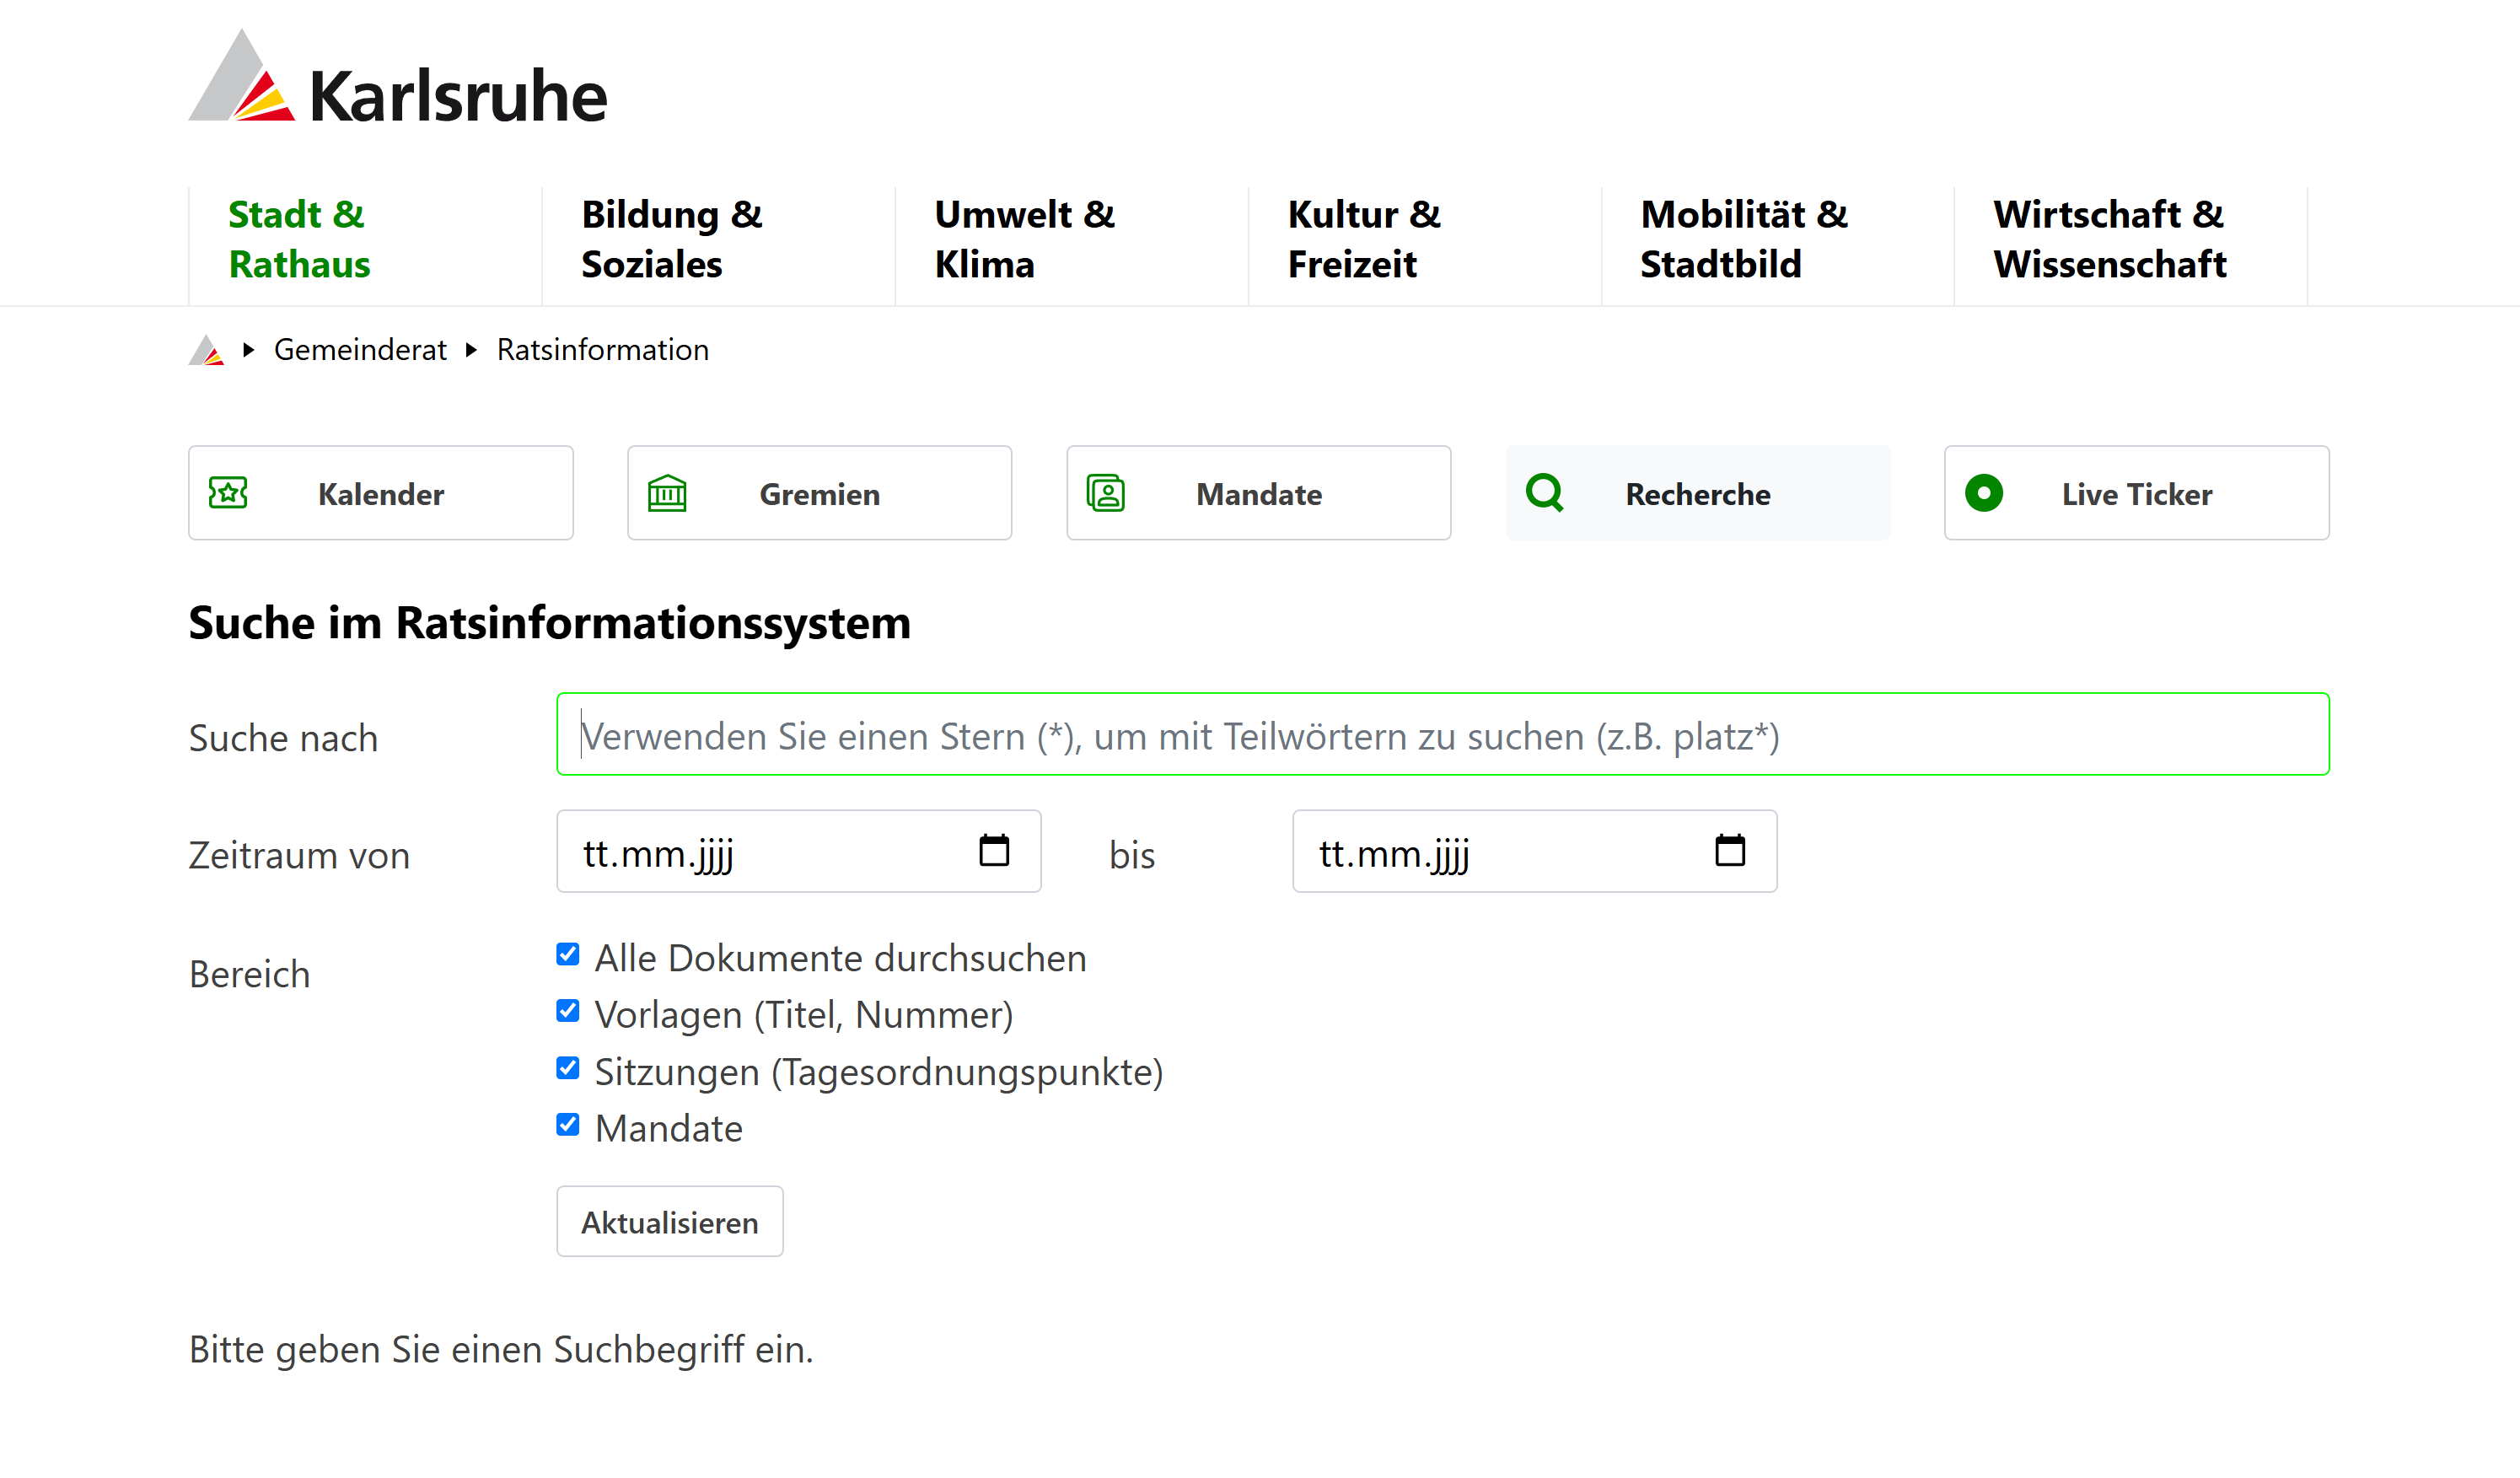 Karlsruhe
Stadt &
Rathaus
Bildung &
Soziales
Umwelt &
Klima
Kultur &
Freizeit
Mobilität &
Stadtbild
Wirtschaft &
Wissenschaft
Gemeinderat
Ratsinformation
Kalender
Gremien
Mandate
Recherche
Live Ticker
Suche im Ratsinformationssystem
Suche nach
Verwenden Sie einen Stern (*), um mit Teilwörtern zu suchen (z.B. platz*)
Zeitraum von
tt.mm.jjjj
bis
tt.mm.jjjj
Bereich
Alle Dokumente durchsuchen
Vorlagen (Titel, Nummer)
Sitzungen (Tagesordnungspunkte)
Mandate
Aktualisieren
Bitte geben Sie einen Suchbegriff ein.